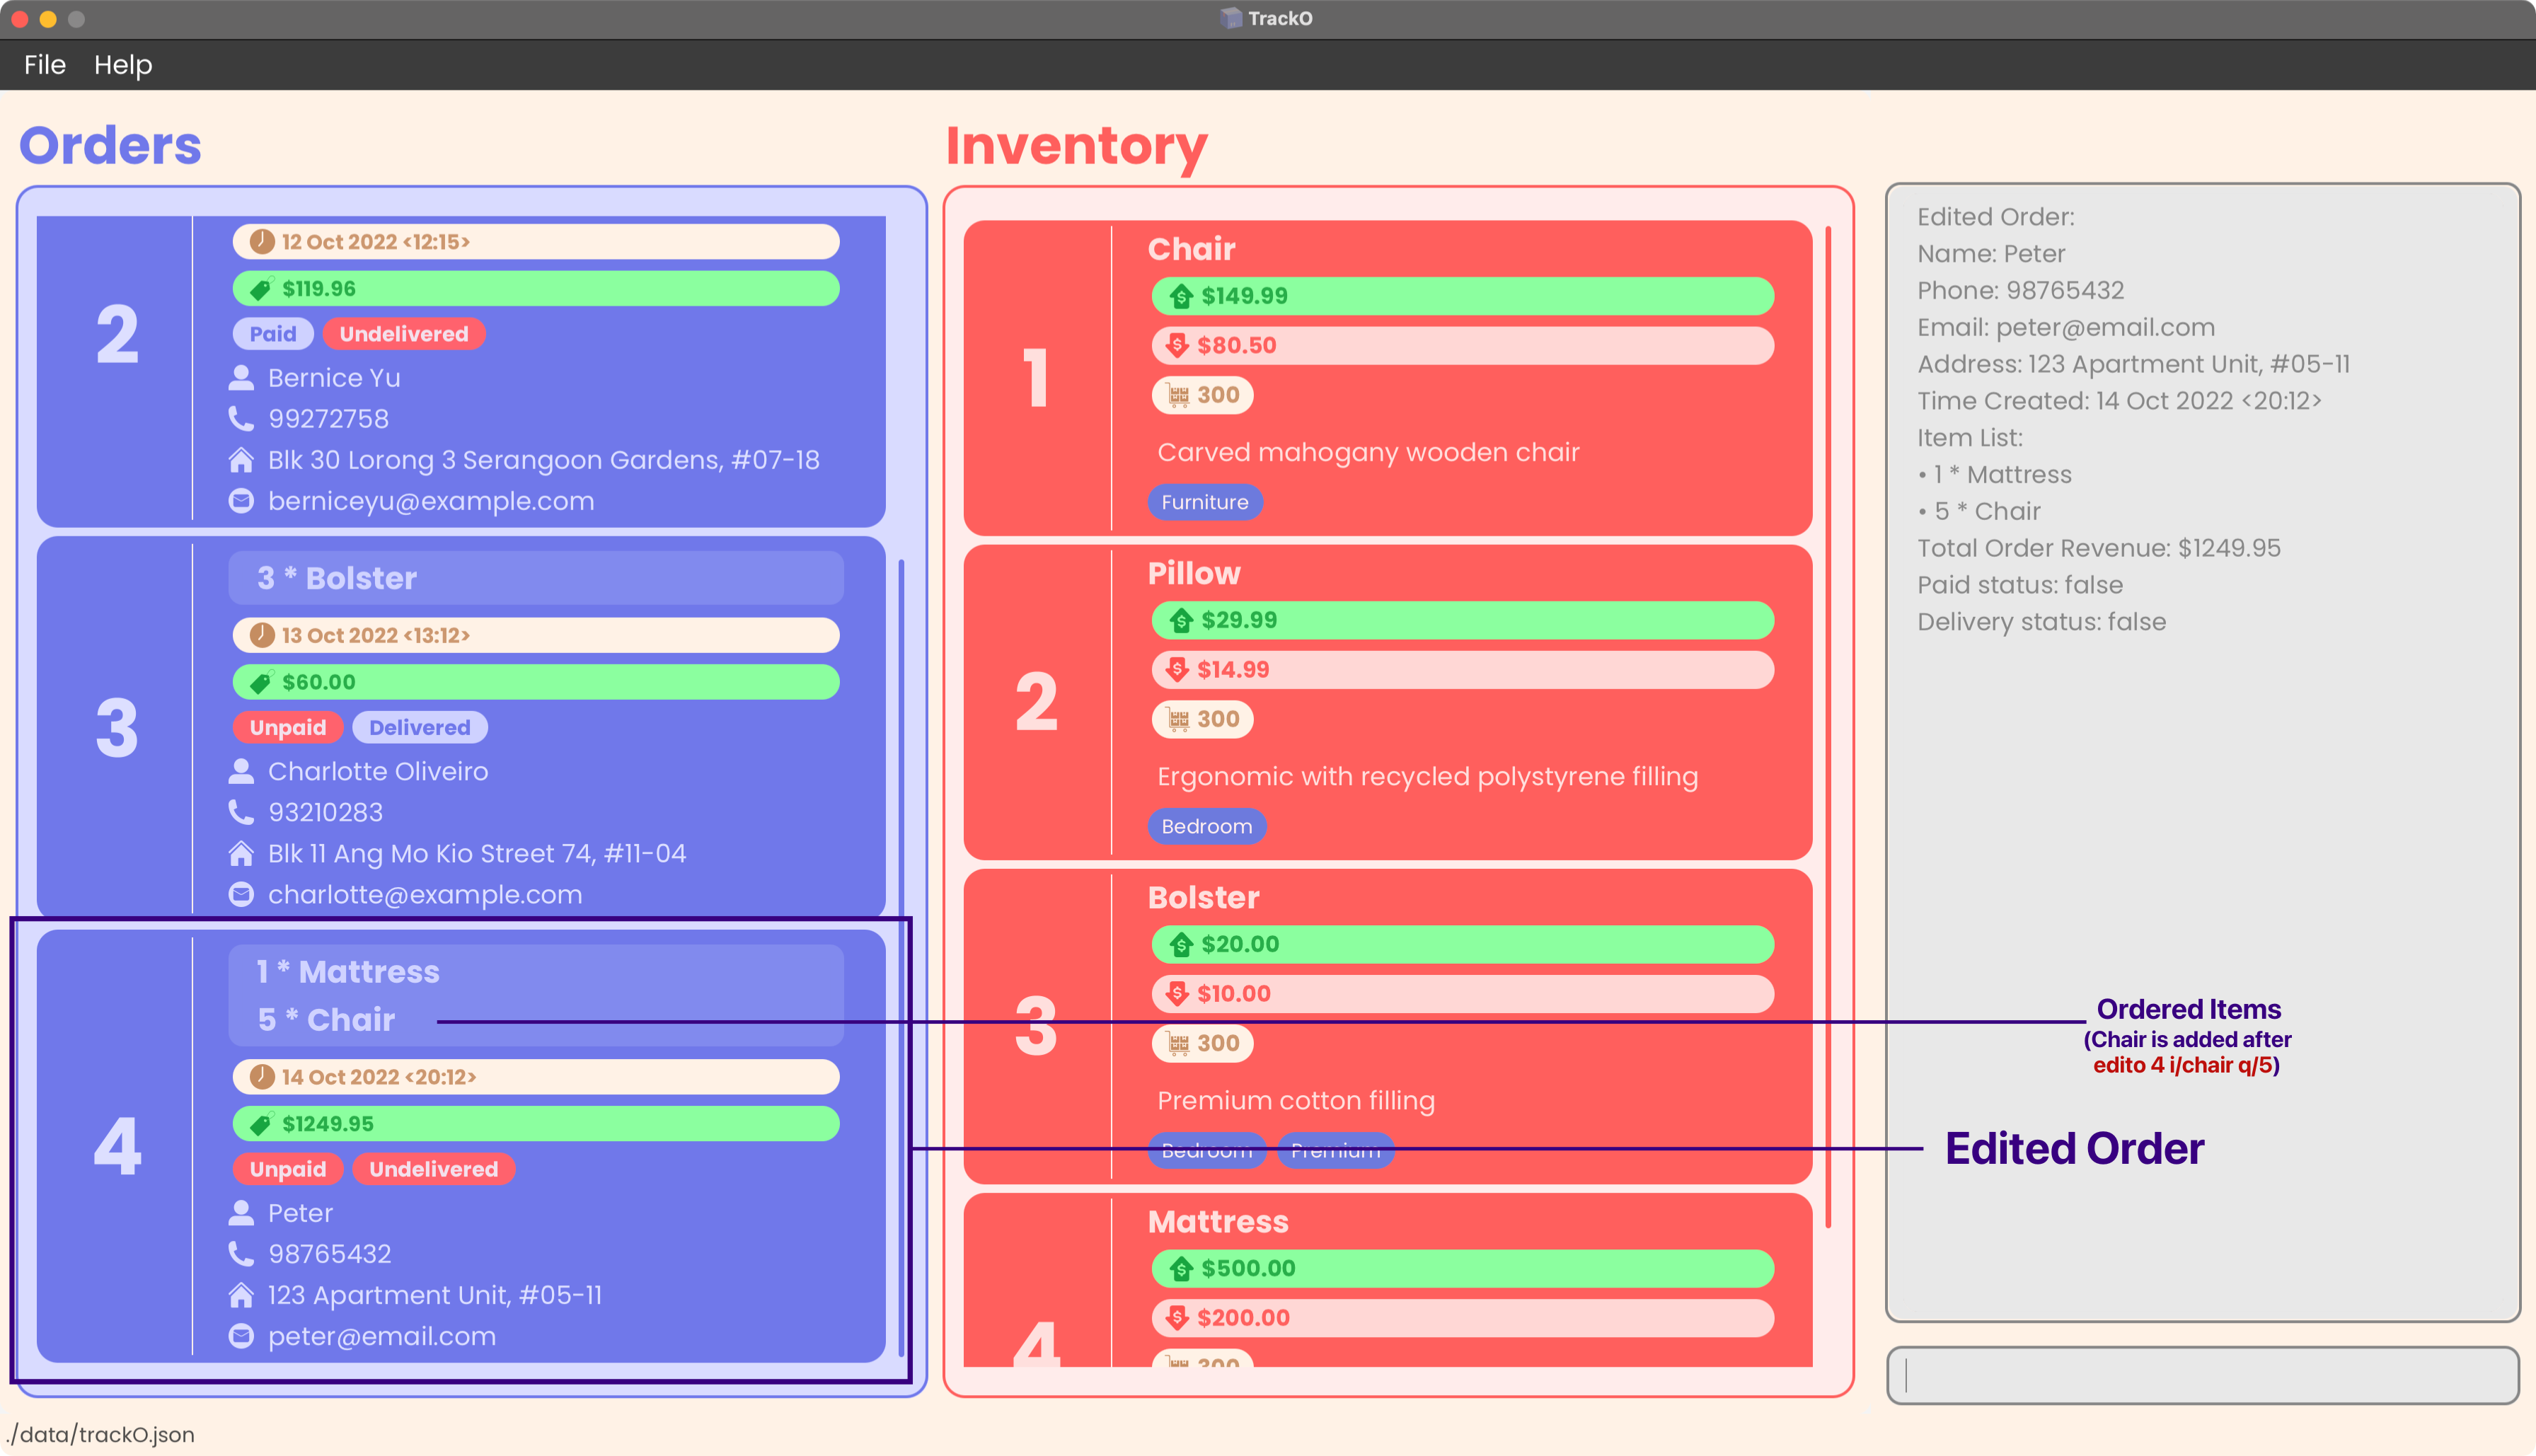 TrackO
File Help
Orders
2
12 Oct 2022 <12:15>
$119.96
Paid Undelivered
Bernice Yu
99272758
Blk 30 Lorong 3 Serangoon Gardens, #07-18
berniceyu@example.com
3
3 * Bolster
13 Oct 2022 <13:12>
$60.00
Unpaid Delivered
Charlotte Oliveiro
93210283
Blk 11 Ang Mo Kio Street 74, #11-04
charlotte@example.com
4
1 * Mattress
5 * Chair
14 Oct 2022 <20:12>
$1249.95
Unpaid Undelivered
Peter
98765432
123 Apartment Unit, #05-11
peter@email.com
Inventory
1
Chair
$149.99
$80.50
300
Carved mahogany wooden chair
Furniture
2
Pillow
$29.99
$14.99
300
Ergonomic with recycled polystyrene filling
Bedroom
3
Bolster
$20.00
$10.00
300
Premium cotton filling
Bedroom Premium
4
Mattress
$500.00
$200.00
300
Edited Order:
Name: Peter
Phone: 98765432
Email: peter@email.com
Address: 123 Apartment Unit, #05-11
Time Created: 14 Oct 2022 <20:12>
Item List:
• 1 * Mattress
• 5 * Chair
Total Order Revenue: $1249.95
Paid status: false
Delivery status: false
Ordered Items
(Chair is added after
edito 4 i/chair q/5)
Edited Order
./data/trackO.json